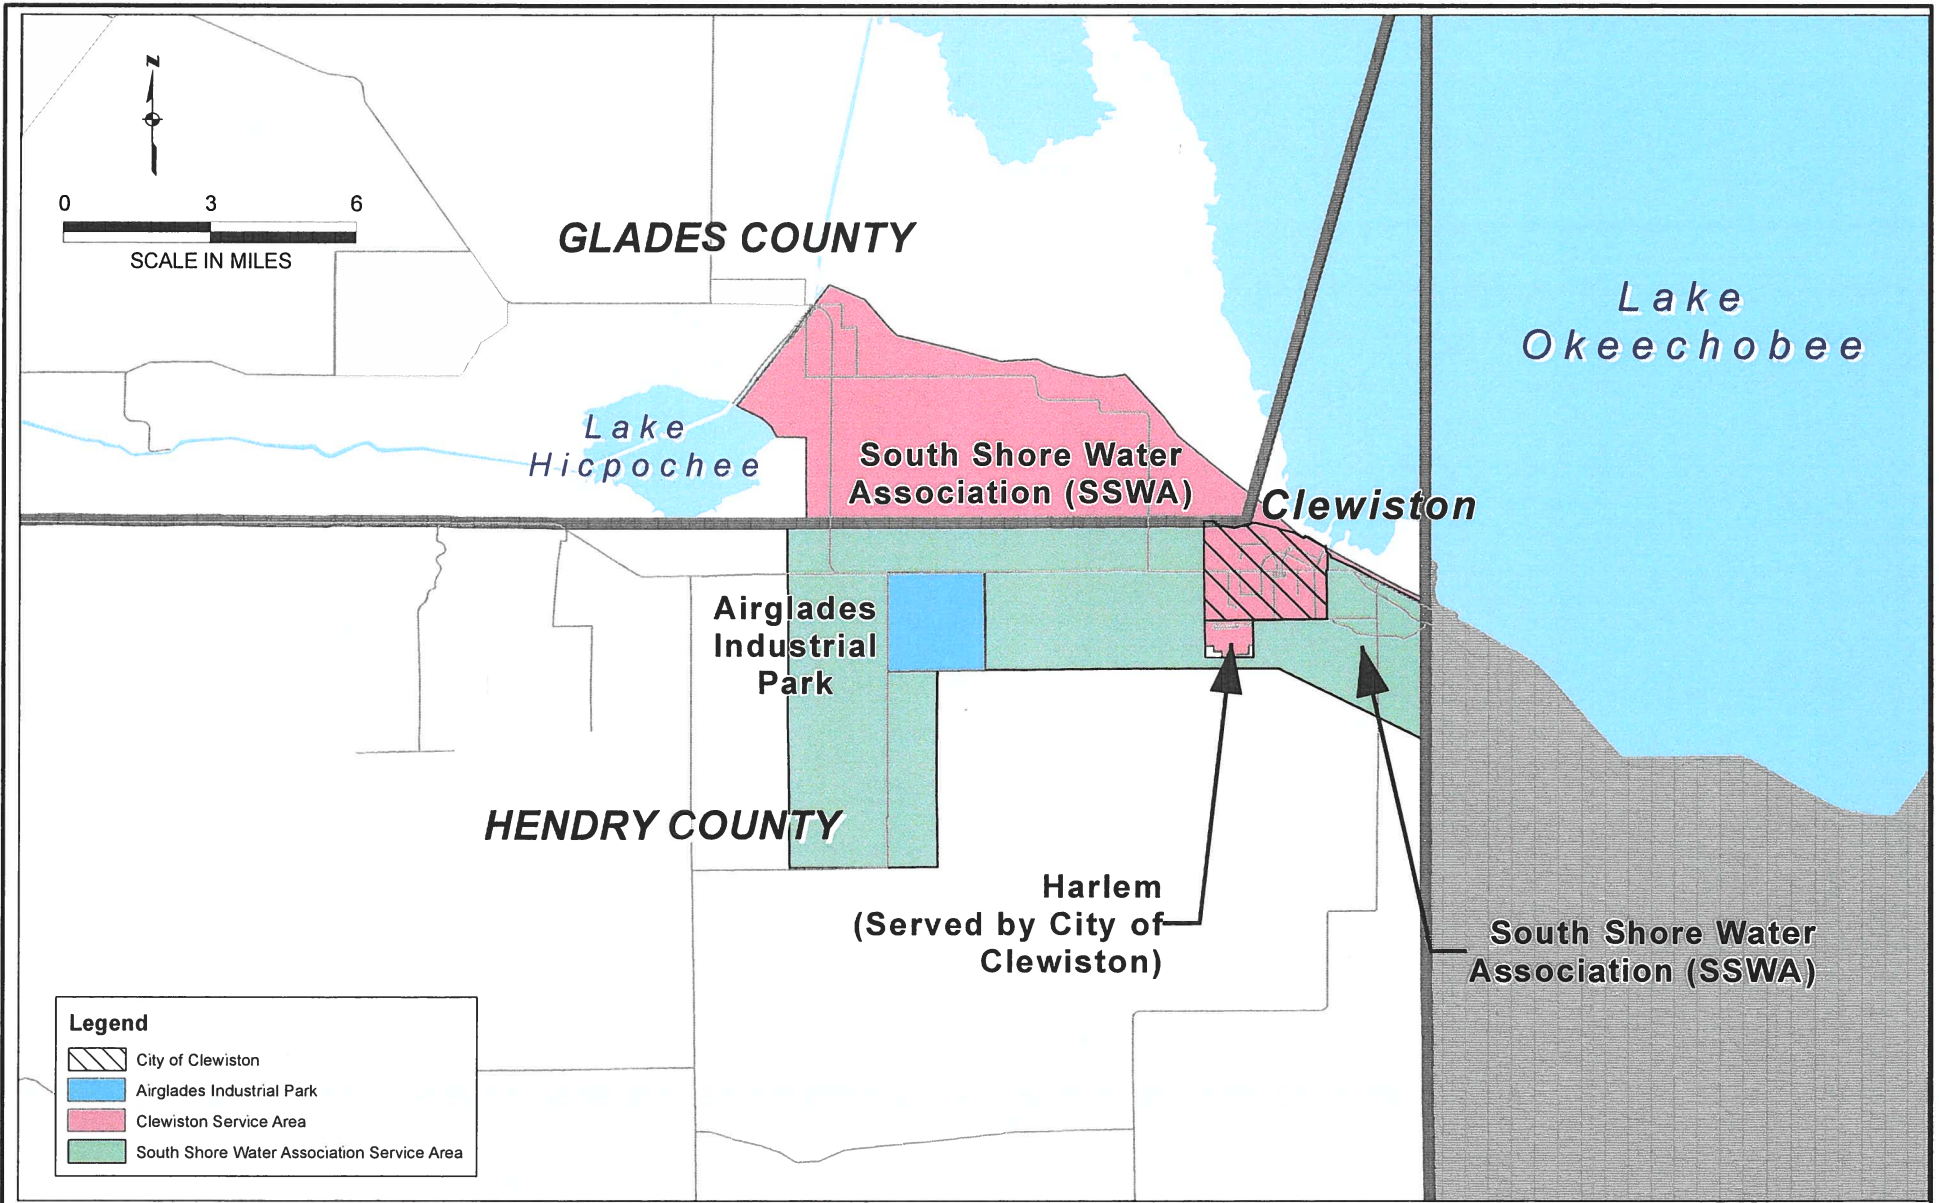 N
0 3 6
SCALE IN MILES
GLADES COUNTY
Lake
Okeechobee
Lake
Hicpochee
South Shore Water
Association (SSWA)
Clewiston
Airglades
Industrial
Park
HENDRY COUNTY
Harlem
(Served by City of
Clewiston)
South Shore Water
Association (SSWA)
Legend
City of Clewiston
Airglades Industrial Park
Clewiston Service Area
South Shore Water Association Service Area